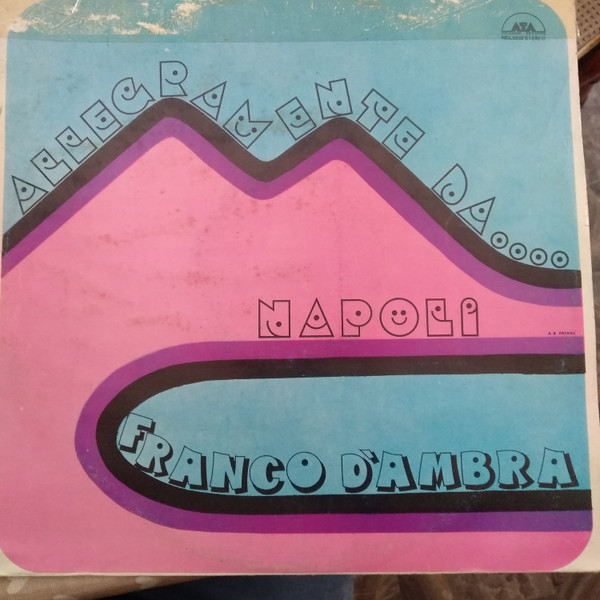 ALLEGRAMENTE DA....
NAPOLI
FRANCO D'AMBRA